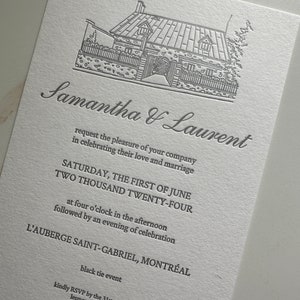 Samantha & Laurent
request the pleasure of your company
in celebrating their love and marriage
SATURDAY, THE FIRST OF JUNE
TWO THOUSAND TWENTY-FOUR
at four o'clock in the afternoon
followed by an evening of celebration
L'AUBERGE SAINT-GABRIEL, MONTRÉAL
black tie event
kindly RSVP by the